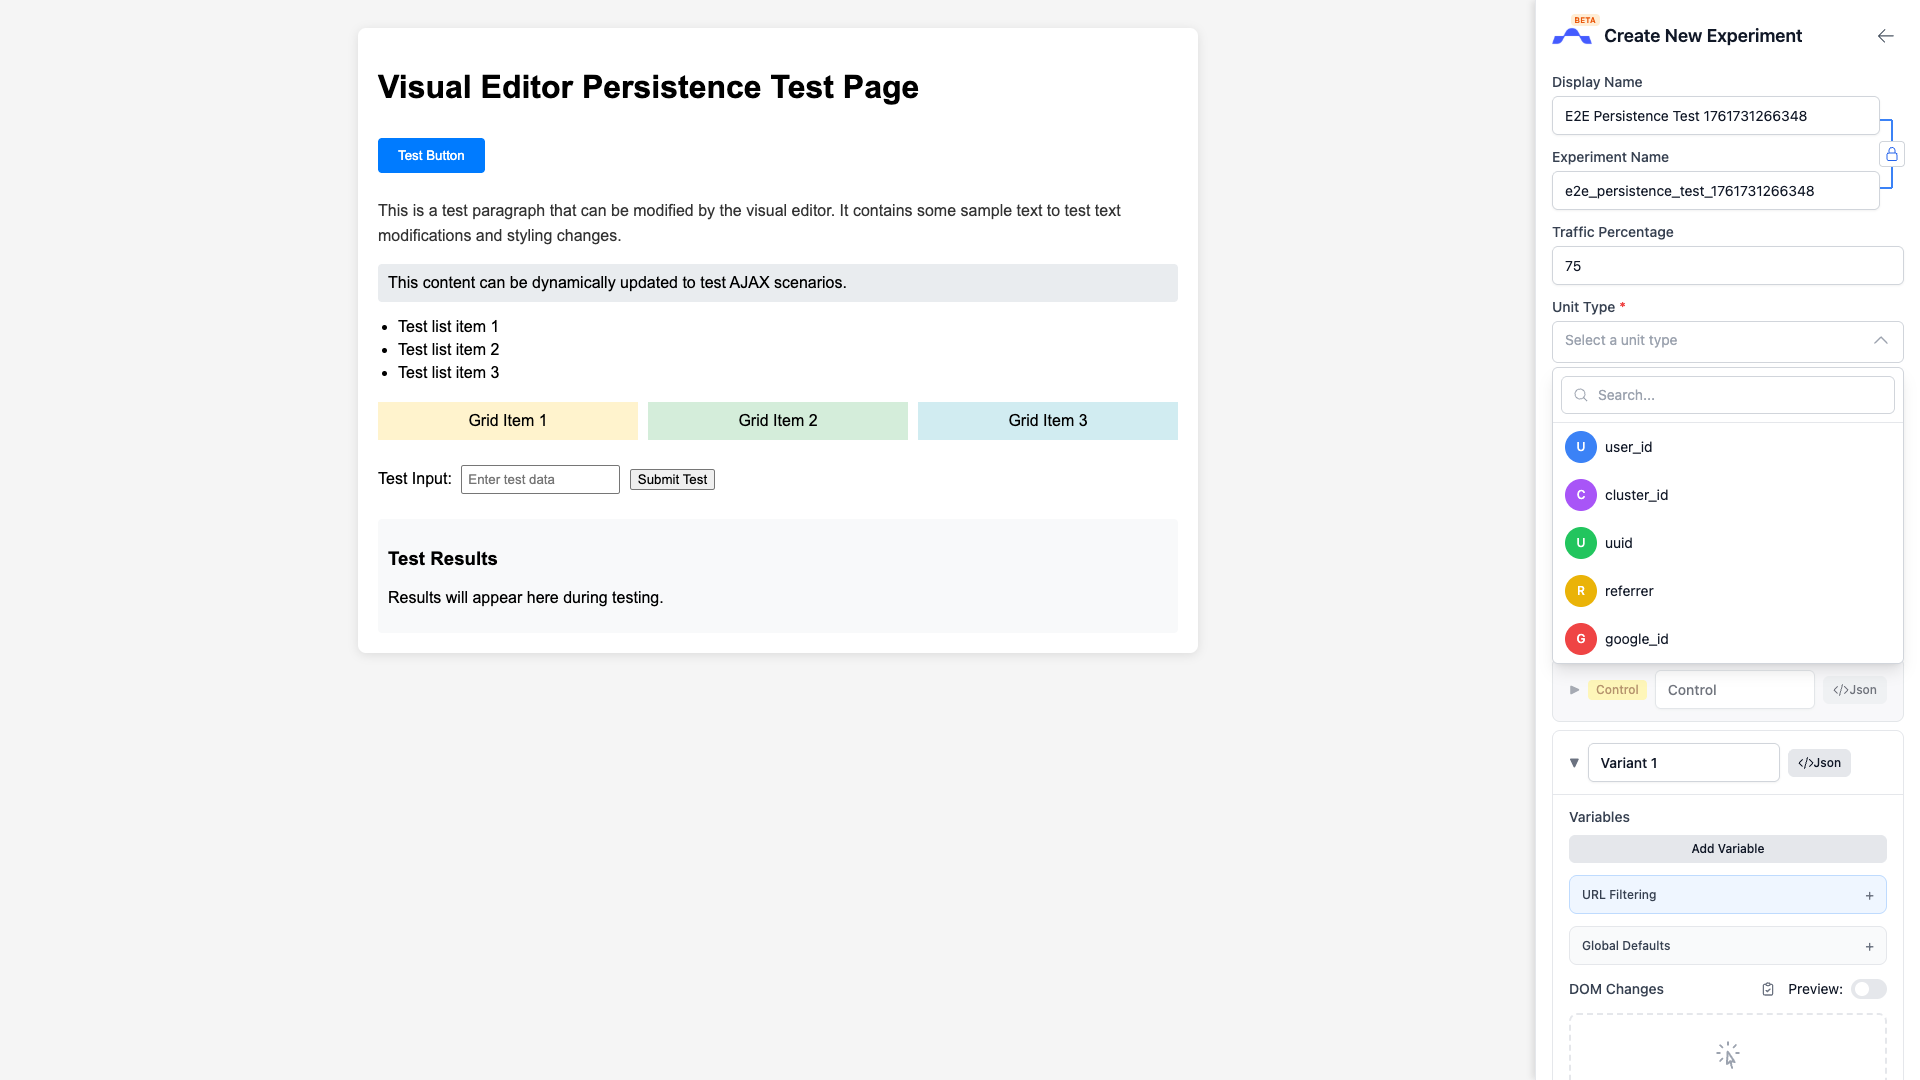 Visual Editor Persistence Test Page
Test Button
This is a test paragraph that can be modified by the visual editor. It contains some sample text to test text
modifications and styling changes.
This content can be dynamically updated to test AJAX scenarios.
Test list item 1
Test list item 2
Test list item 3
Grid Item 1
Grid Item 2
Grid Item 3
Test Input: Enter test data Submit Test
Test Results
Results will appear here during testing.
BETA
Create New Experiment
Display Name
E2E Persistence Test 1761731266348
Experiment Name
e2e_persistence_test_1761731266348
Traffic Percentage
75
Unit Type *
Select a unit type
Search...
U user_id
C cluster_id
U uuid
R referrer
G google_id
Control Control </>Json
Variant 1 </>Json
Variables
Add Variable
URL Filtering +
Global Defaults +
DOM Changes Preview: